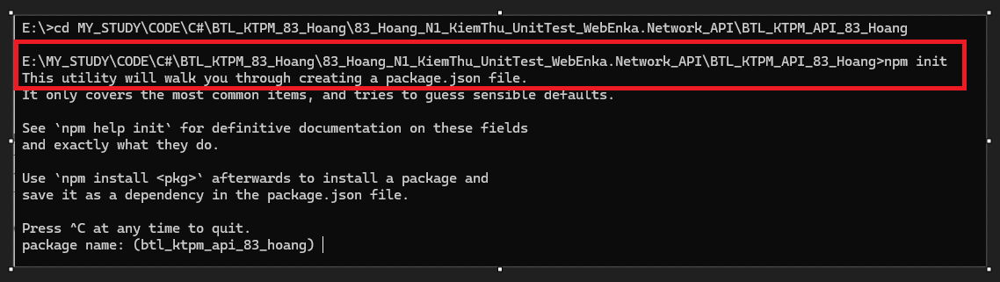 E:\>cd MY_STUDY\CODE\C#\BTL_KTPM_83_Hoang\83_Hoang_N1_KiemThu_UnitTest_WebEnka.Network_API\BTL_KTPM_API_83_Hoang
E:\MY_STUDY\CODE\C#\BTL_KTPM_83_Hoang\83_Hoang_N1_KiemThu_UnitTest_WebEnka.Network_API\BTL_KTPM_API_83_Hoang>npm init
This utility will walk you through creating a package.json file.
It only covers the most common items, and tries to guess sensible defaults.
See `npm help init` for definitive documentation on these fields
and exactly what they do.
Use `npm install <pkg>` afterwards to install a package and
save it as a dependency in the package.json file.
Press ^C at any time to quit.
package name: (btl_ktpm_api_83_hoang)